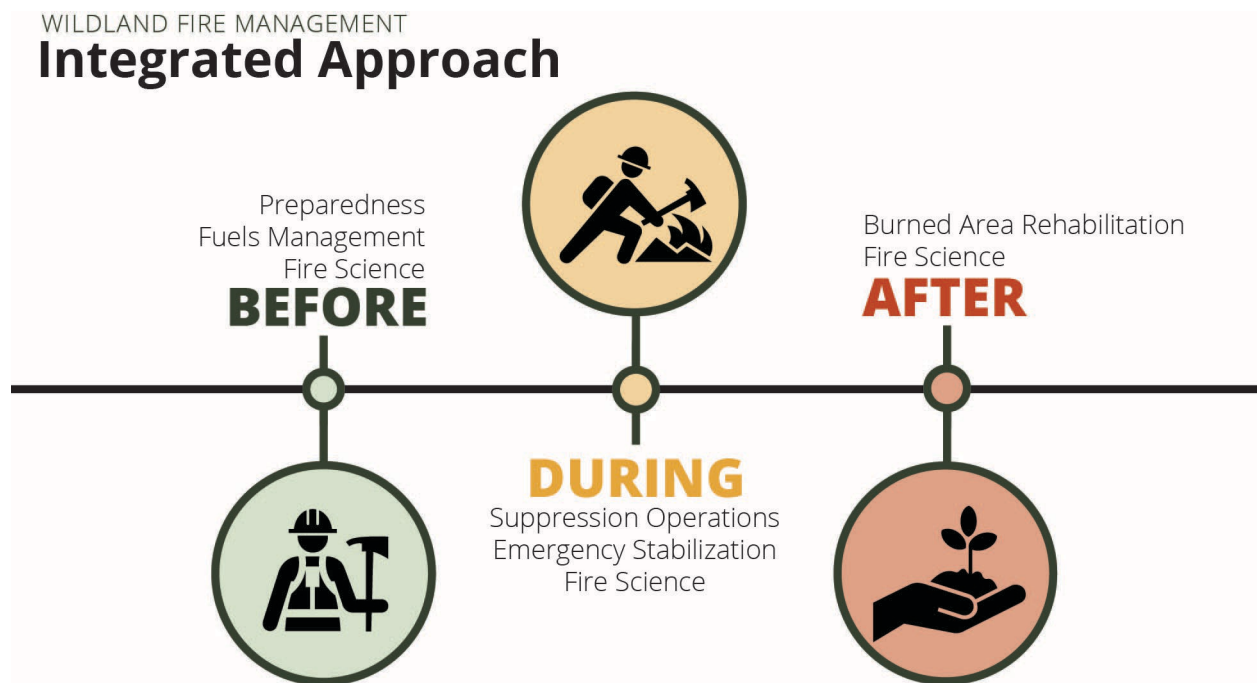 WILDLAND FIRE MANAGEMENT
Integrated Approach
Preparedness
Fuels Management
Fire Science
BEFORE
DURING
Suppression Operations
Emergency Stabilization
Fire Science
Burned Area Rehabilitation
Fire Science
AFTER